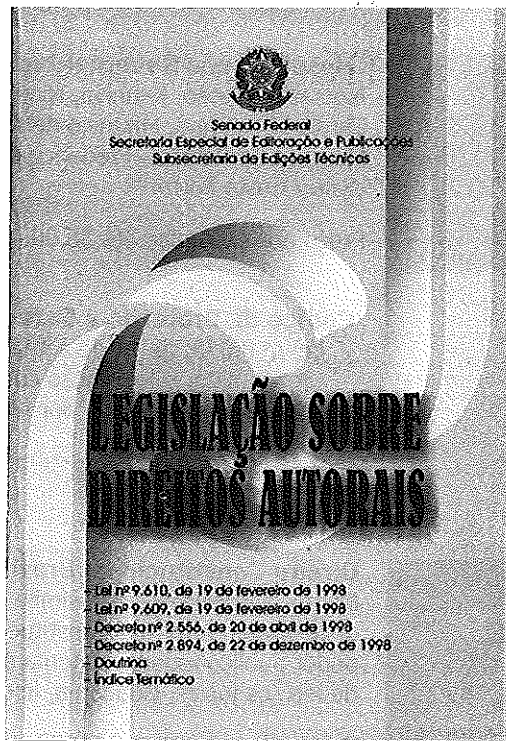 Senado Federal
Secretaria Especial de Editoração e Publicações
Subsecretaria de Edições Técnicas
LEGISLAÇÃO SOBRE
DIREITOS AUTORAIS
- Lei nº 9.610, de 19 de fevereiro de 1998
- Lei nº 9.609, de 19 de fevereiro de 1998
- Decreto nº 2.556, de 20 de abril de 1998
- Decreto nº 2.894, de 22 de dezembro de 1998
- Doutrina
- Índice Temático